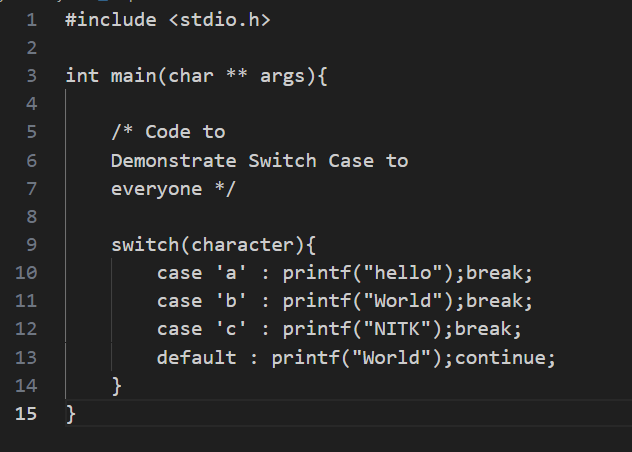 1 #include <stdio.h>
2
3 int main(char ** args){
4
5 /* Code to
6 Demonstrate Switch Case to
7 everyone */
8
9 switch(character){
10 case 'a' : printf("hello");break;
11 case 'b' : printf("World");break;
12 case 'c' : printf("NITK");break;
13 default : printf("World");continue;
14 }
15 }